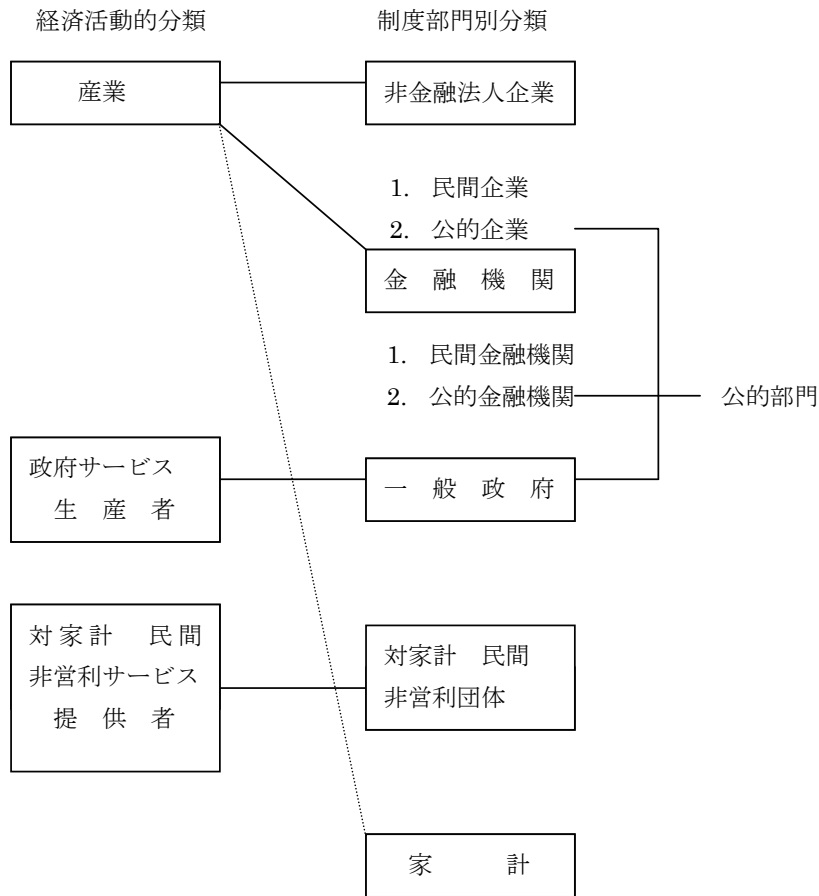 経済活動的分類
制度部門別分類
産業
非金融法人企業
1. 民間企業
2. 公的企業
金 融 機 関
1. 民間金融機関
2. 公的金融機関
公的部門
政府サービス
生 産 者
一 般 政 府
対家計 民間
非営利サービス
提 供 者
対家計 民間
非営利団体
家 計